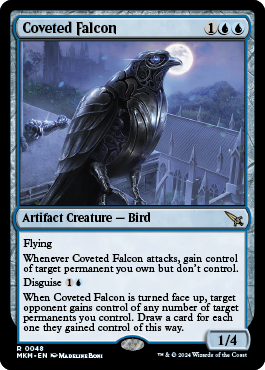 Coveted Falcon 1
Artifact Creature — Bird
Flying
Whenever Coveted Falcon attacks, gain control
of target permanent you own but don't control.
Disguise 1
When Coveted Falcon is turned face up, target
opponent gains control of any number of target
permanents you control. Draw a card for each
one they gained control of this way.
1/4
R 0048
MKM • EN Madeline Boni
™ & © 2024 Wizards of the Coast